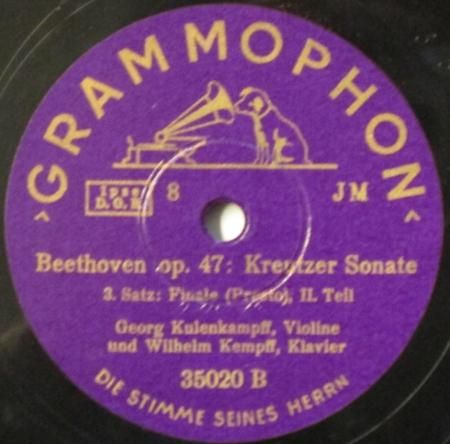 ‹ GRAMMOPHON ›
D.O.B. 8 JM
Beethoven op. 47: Kreutzer Sonate
3. Satz: Finale (Presto), II. Teil
Georg Kulenkampff, Violine
und Wilhelm Kempff, Klavier
35020 B
DIE STIMME SEINES HERRN